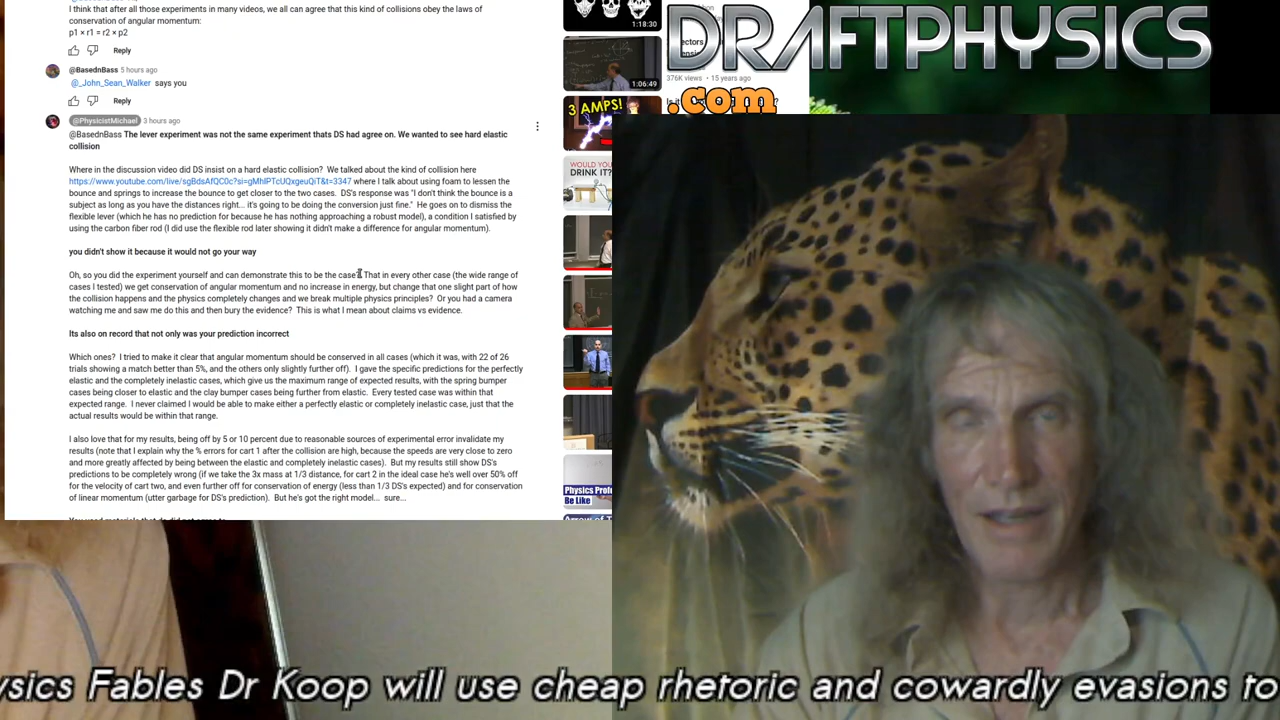 I think that after all those experiments in many videos, we all can agree that this kind of collisions obey the laws of
conservation of angular momentum:
p1 × r1 = r2 × p2
Reply
@BasednBass 5 hours ago
@_John_Sean_Walker says you
Reply
@PhysicistMichael 3 hours ago
@BasednBass The lever experiment was not the same experiment thats DS had agree on. We wanted to see hard elastic
collision
Where in the discussion video did DS insist on a hard elastic collision? We talked about the kind of collision here
https://www.youtube.com/live/sgBdsAfQC0c?si=gMhlPTcUQxgeuQiT&t=3347 where I talk about using foam to lessen the
bounce and springs to increase the bounce to get closer to the two cases. DS's response was "I don't think the bounce is a
subject as long as you have the distances right... it's going to be doing the conversion just fine." He goes on to dismiss the
flexible lever (which he has no prediction for because he has nothing approaching a robust model), a condition I satisfied by
using the carbon fiber rod (I did use the flexible rod later showing it didn't make a difference for angular momentum).
you didn't show it because it would not go your way
Oh, so you did the experiment yourself and can demonstrate this to be the case? That in every other case (the wide range of
cases I tested) we get conservation of angular momentum and no increase in energy, but change that one slight part of how
the collision happens and the physics completely changes and we break multiple physics principles? Or you had a camera
watching me and saw me do this and then bury the evidence? This is what I mean about claims vs evidence.
Its also on record that not only was your prediction incorrect
Which ones? I tried to make it clear that angular momentum should be conserved in all cases (which it was, with 22 of 26
trials showing a match better than 5%, and the others only slightly further off). I gave the specific predictions for the perfectly
elastic and the completely inelastic cases, which give us the maximum range of expected results, with the spring bumper
cases being closer to elastic and the clay bumper cases being further from elastic. Every tested case was within that
expected range. I never claimed I would be able to make either a perfectly elastic or completely inelastic case, just that the
actual results would be within that range.
I also love that for my results, being off by 5 or 10 percent due to reasonable sources of experimental error invalidate my
results (note that I explain why the % errors for cart 1 after the collision are high, because the speeds are very close to zero
and more greatly affected by being between the elastic and completely inelastic cases). But my results still show DS's
predictions to be completely wrong (if we take the 3x mass at 1/3 distance, for cart 2 in the ideal case he's well over 50% off
for the velocity of cart two, and even further off for conservation of energy (less than 1/3 DS's expected) and for conservation
of linear momentum (utter garbage for DS's prediction). But he's got the right model... sure...
1:18:30
1:06:49
3 AMPS!
WOULD YOU
DRINK IT?
Physics Prof
Be Like
376K views • 15 years ago
DRAFTPHYSICS
.com
ysics Fables Dr Koop will use cheap rhetoric and cowardly evasions to